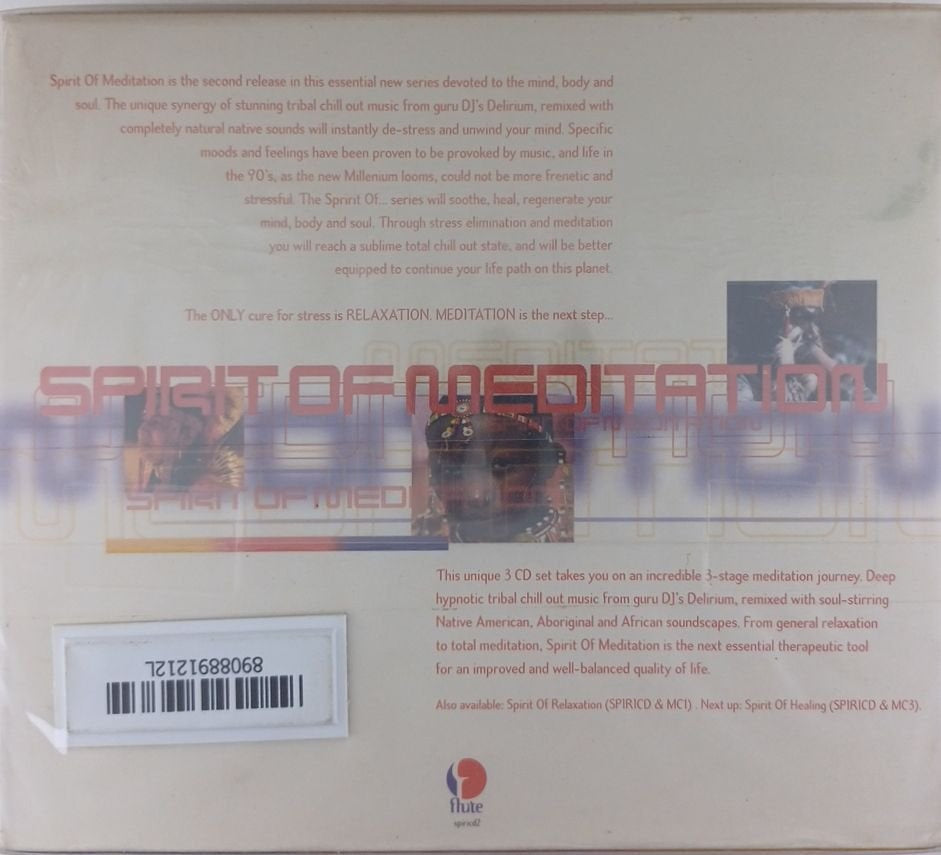 Spirit Of Meditation is the second release in this essential new series devoted to the mind, body and
soul. The unique synergy of stunning tribal chill out music from guru DJ's Delirium, remixed with
completely natural native sounds will instantly de-stress and unwind your mind. Specific
moods and feelings have been proven to be provoked by music, and life in
the 90's, as the new Millenium looms, could not be more frenetic and
stressful. The Spririt Of... series will soothe, heal, regenerate your
mind, body and soul. Through stress elimination and meditation
you will reach a sublime total chill out state, and will be better
equipped to continue your life path on this planet.
The ONLY cure for stress is RELAXATION. MEDITATION is the next step...
MEDITATION
SPIRIT OF MEDITATION
OF MEDITATION
SPIRIT OF MEDI
This unique 3 CD set takes you on an incredible 3-stage meditation journey. Deep
hypnotic tribal chill out music from guru DJ's Delirium, remixed with soul-stirring
Native American, Aboriginal and African soundscapes. From general relaxation
to total meditation, Spirit Of Meditation is the next essential therapeutic tool
for an improved and well-balanced quality of life.
Also available: Spirit Of Relaxation (SPIRICD & MC1) . Next up: Spirit Of Healing (SPIRICD & MC3).
8908891212L
flute
spiricd2